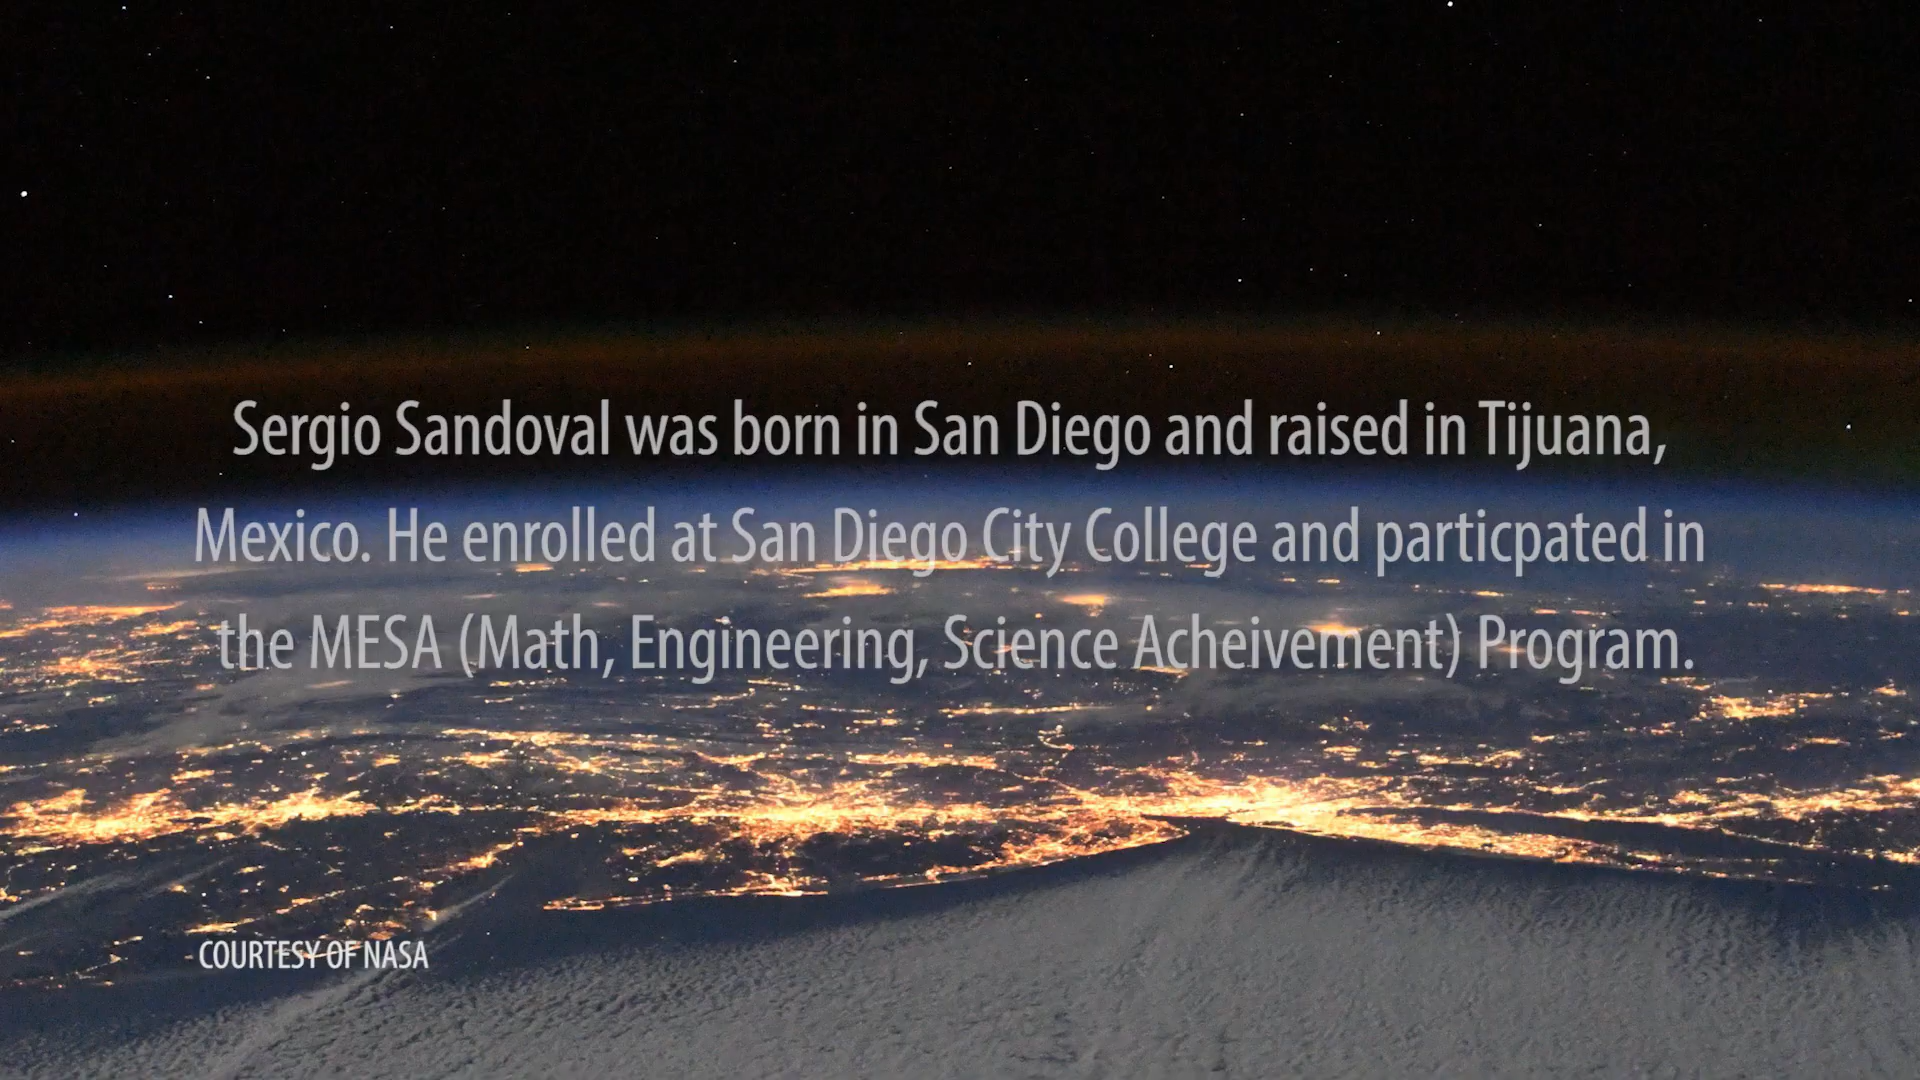 Sergio Sandoval was born in San Diego and raised in Tijuana,
Mexico. He enrolled at San Diego City College and particpated in
the MESA (Math, Engineering, Science Acheivement) Program.
COURTESY OF NASA